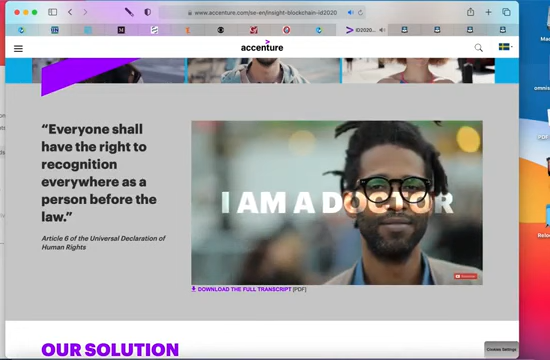 www.accenture.com/se-en/insight-blockchain-id2020
ID2020...
accenture
"Everyone shall
have the right to
recognition
everywhere as a
person before the
law."
Article 6 of the Universal Declaration of
Human Rights
I AM A DOCTOR
DOWNLOAD THE FULL TRANSCRIPT [PDF]
OUR SOLUTION
Cookies Settings